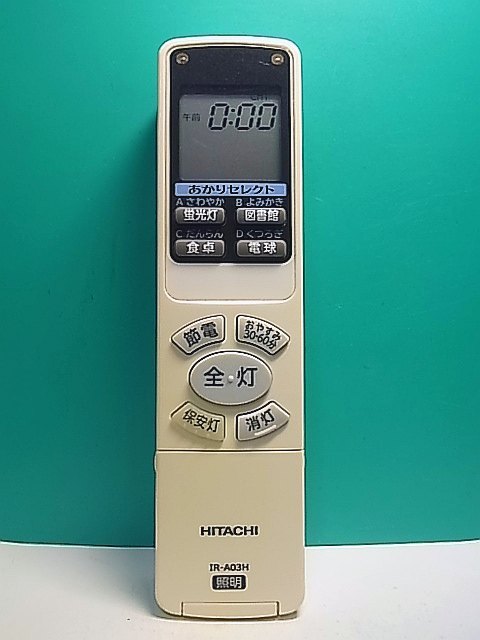 CH1
午前 0:00
あかりセレクト
A さわやか B よみかき
蛍光灯 図書館
C だんらん D くつろぎ
食卓 電球
節電 おやすみ
30・60分
全・灯
保安灯 消灯
HITACHI
IR-A03H
照明